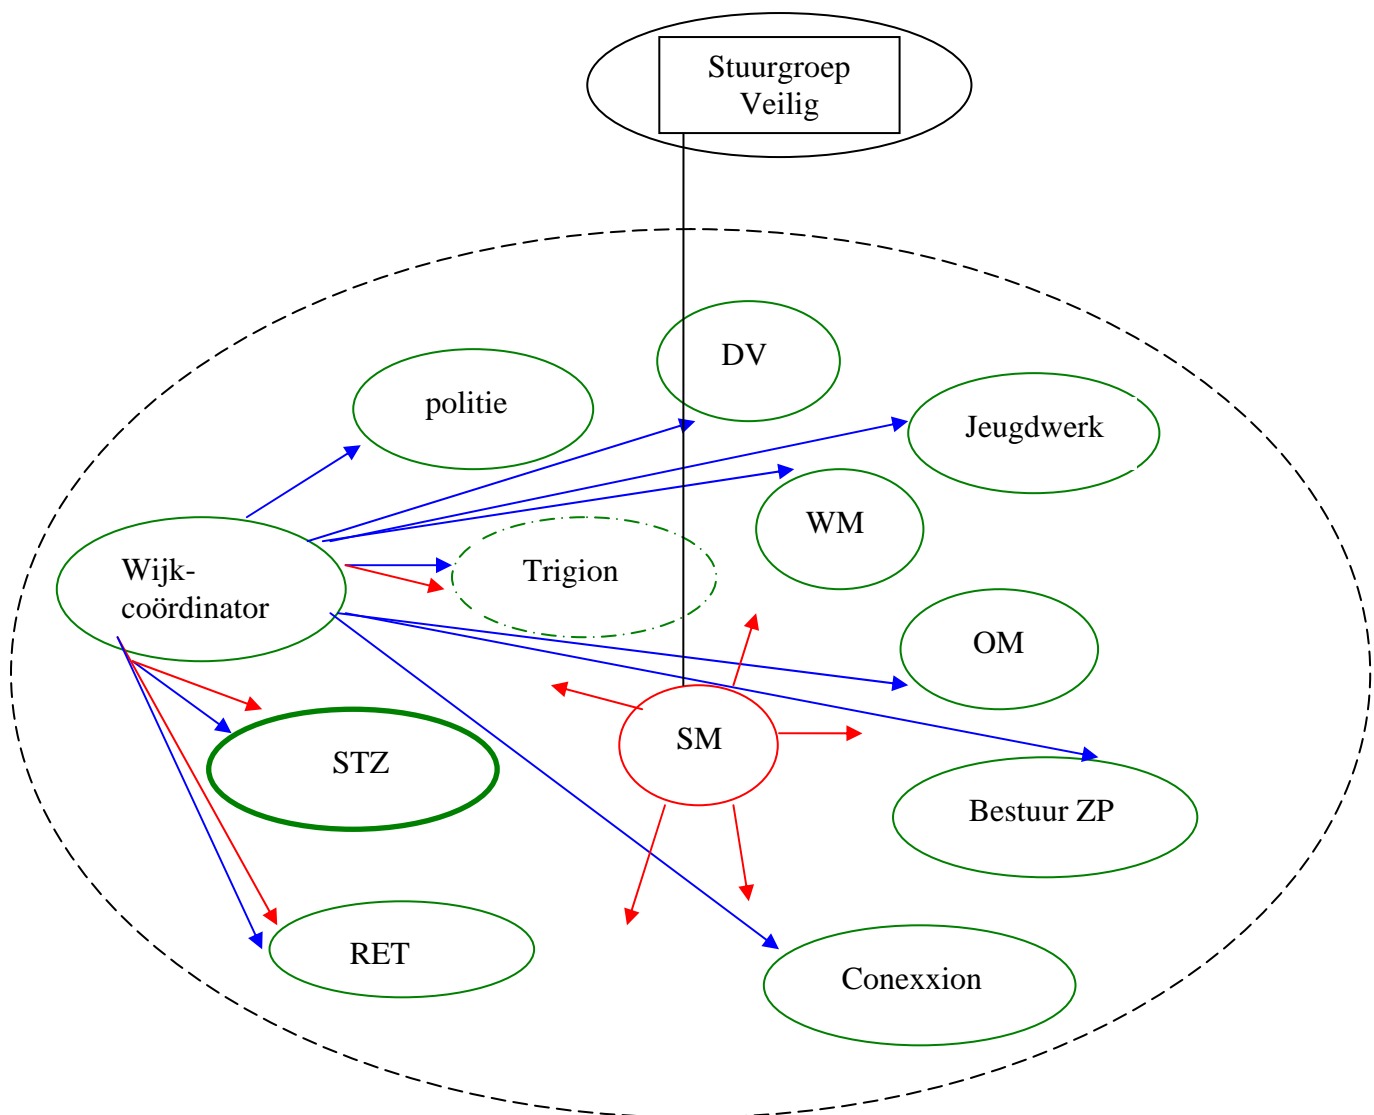 Stuurgroep
Veilig
DV
politie
Jeugdwerk
WM
Wijk-
coördinator
Trigion
OM
SM
STZ
Bestuur ZP
RET
Conexxion